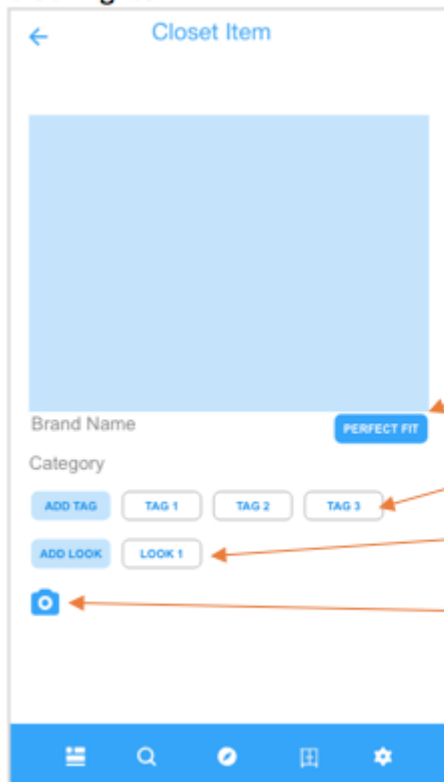 Closet Item
Brand Name
PERFECT FIT
Category
ADD TAG TAG 1 TAG 2 TAG 3
ADD LOOK LOOK 1